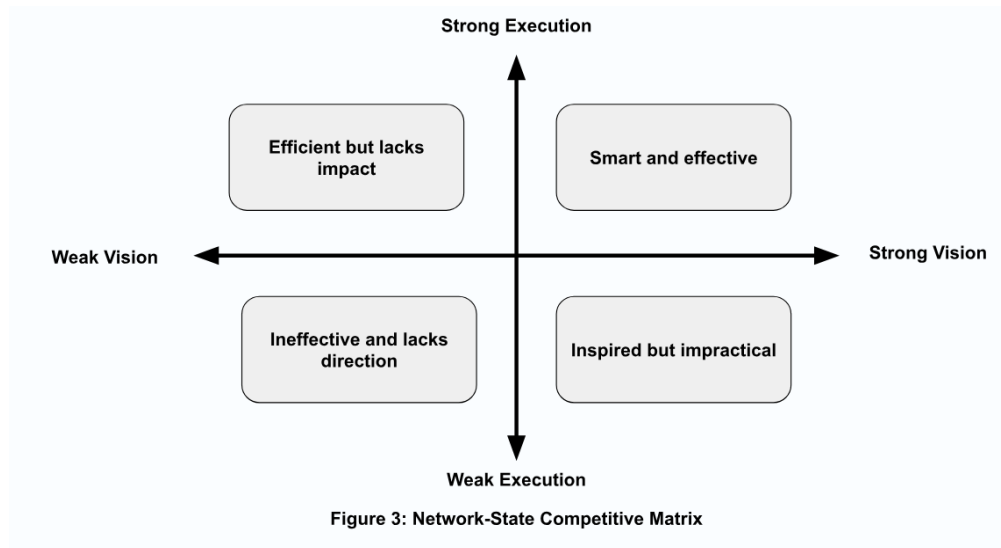 Strong Execution
Efficient but lacks
impact
Smart and effective
Weak Vision
Strong Vision
Ineffective and lacks
direction
Inspired but impractical
Weak Execution
Figure 3: Network-State Competitive Matrix